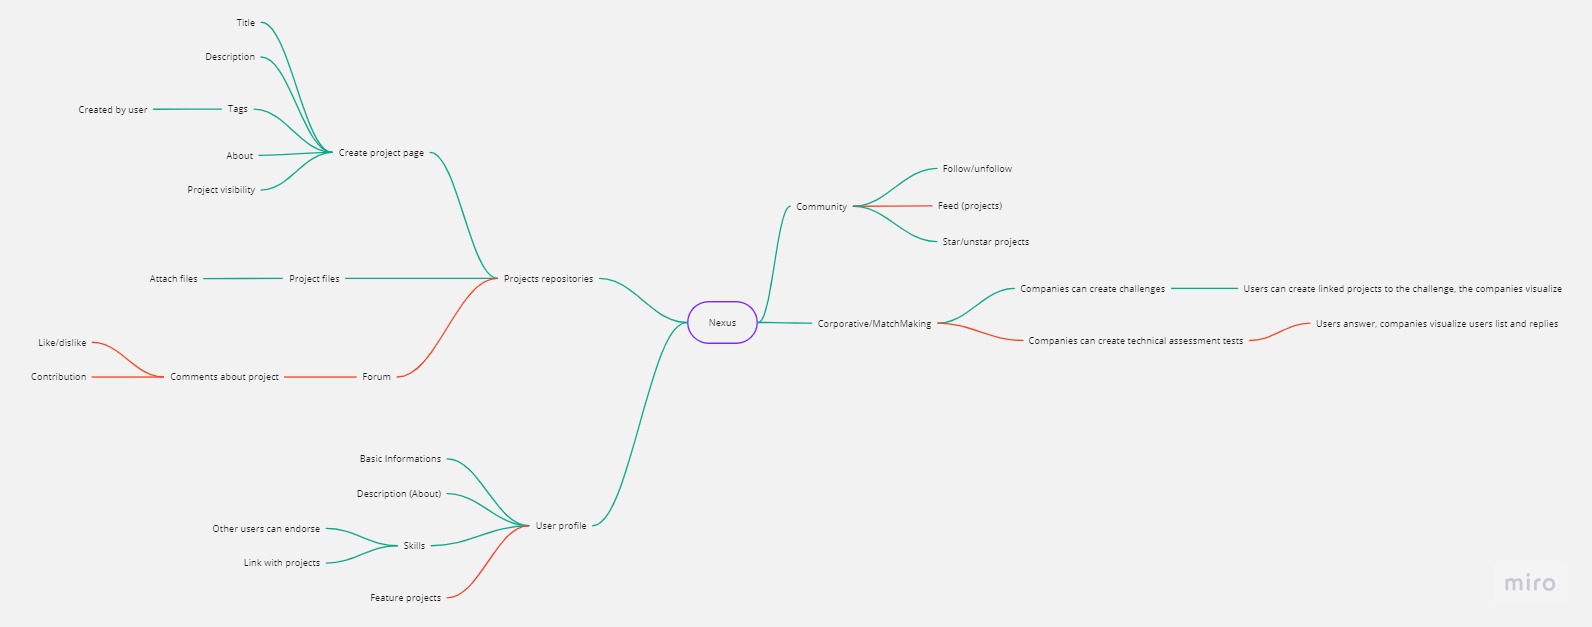 Title
Description
Created by user
Tags
About
Project visibility
Create project page
Attach files
Project files
Projects repositories
Like/dislike
Contribution
Comments about project
Forum
Basic Informations
Description (About)
Other users can endorse
Link with projects
Skills
Feature projects
User profile
Nexus
Community
Follow/unfollow
Feed (projects)
Star/unstar projects
Corporative/MatchMaking
Companies can create challenges
Users can create linked projects to the challenge, the companies visualize
Companies can create technical assessment tests
Users answer, companies visualize users list and replies
miro